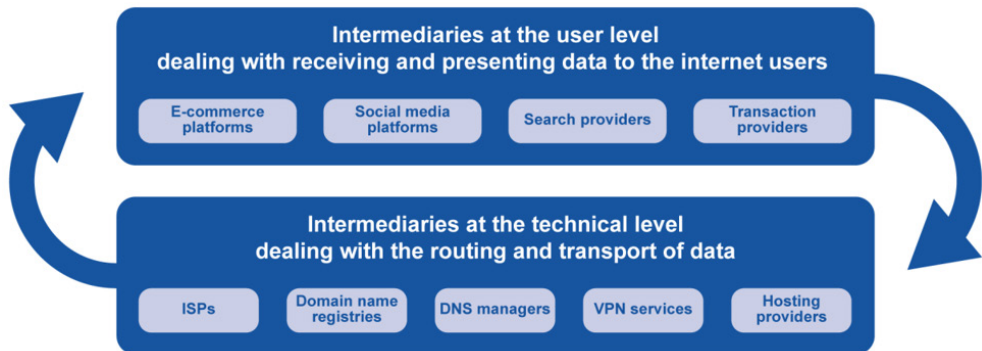 Intermediaries at the user level
dealing with receiving and presenting data to the internet users
E-commerce
platforms
Social media
platforms
Search providers
Transaction
providers
Intermediaries at the technical level
dealing with the routing and transport of data
ISPs
Domain name
registries
DNS managers
VPN services
Hosting
providers